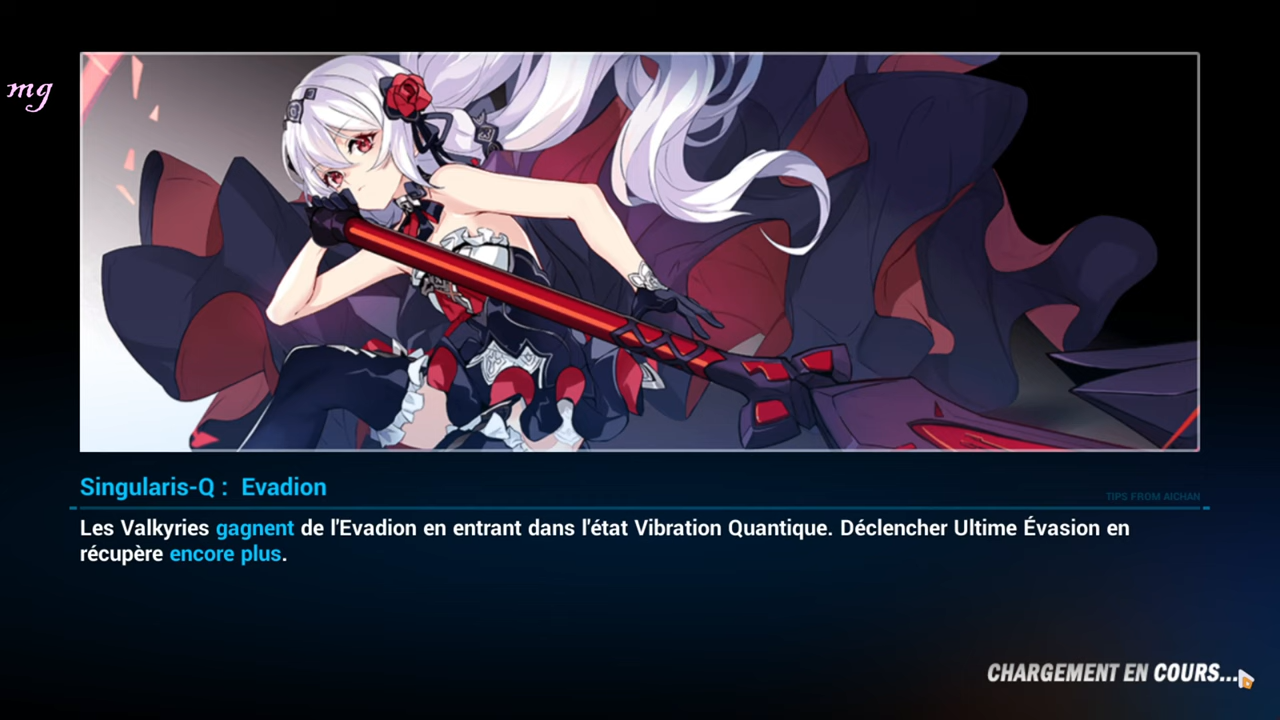 mg
Singularis-Q : Evadion
TIPS FROM AICHAN
Les Valkyries gagnent de l'Evadion en entrant dans l'état Vibration Quantique. Déclencher Ultime Évasion en
récupère encore plus.
CHARGEMENT EN COURS...